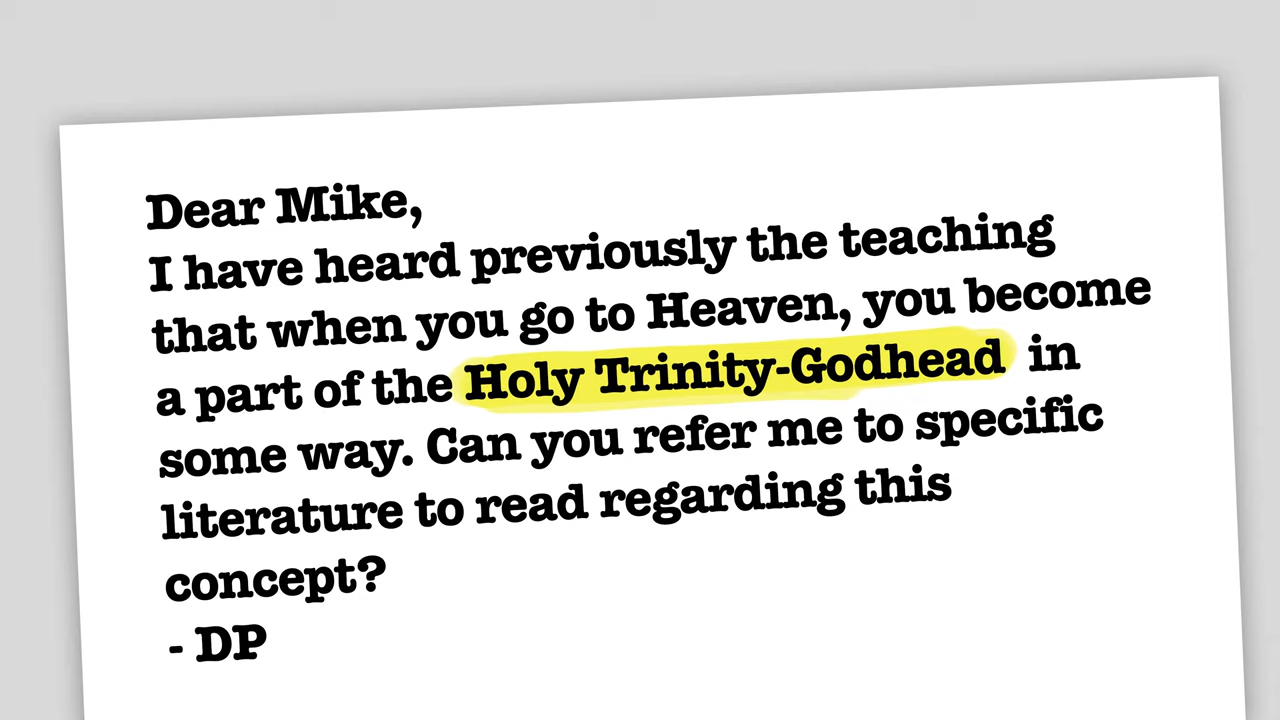 Dear Mike,
I have heard previously the teaching
that when you go to Heaven, you become
a part of the Holy Trinity-Godhead in
some way. Can you refer me to specific
literature to read regarding this
concept?
- DP